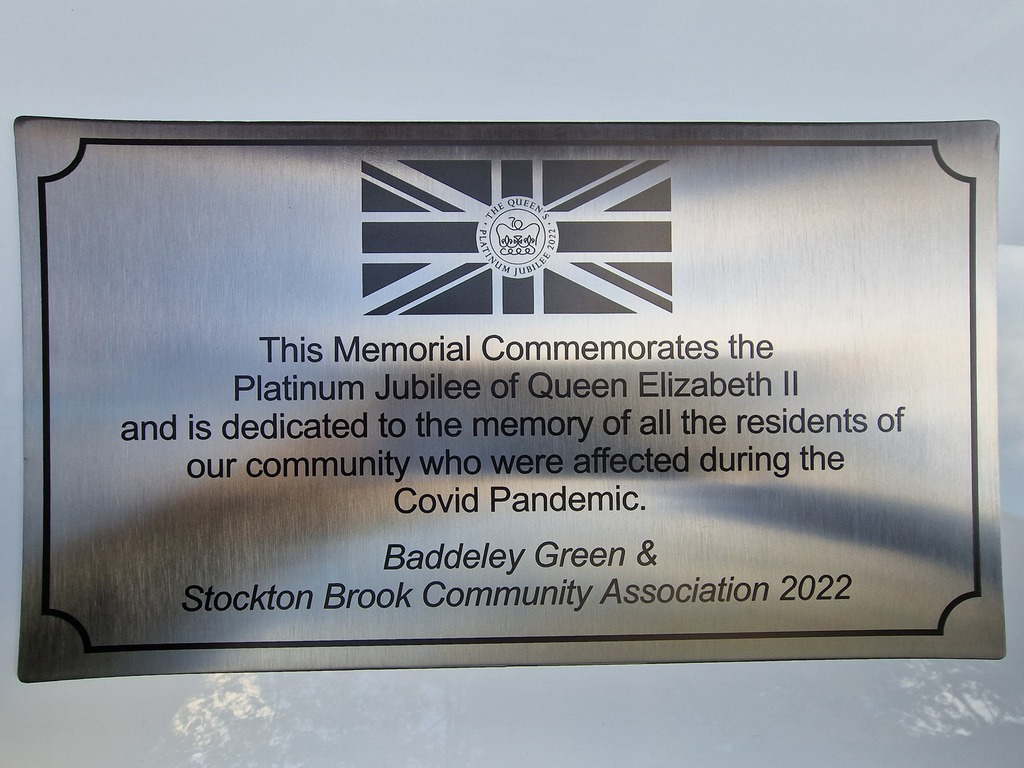 THE QUEEN'S
70
PLATINUM JUBILEE 2022
This Memorial Commemorates the
Platinum Jubilee of Queen Elizabeth II
and is dedicated to the memory of all the residents of
our community who were affected during the
Covid Pandemic.
Baddeley Green &
Stockton Brook Community Association 2022